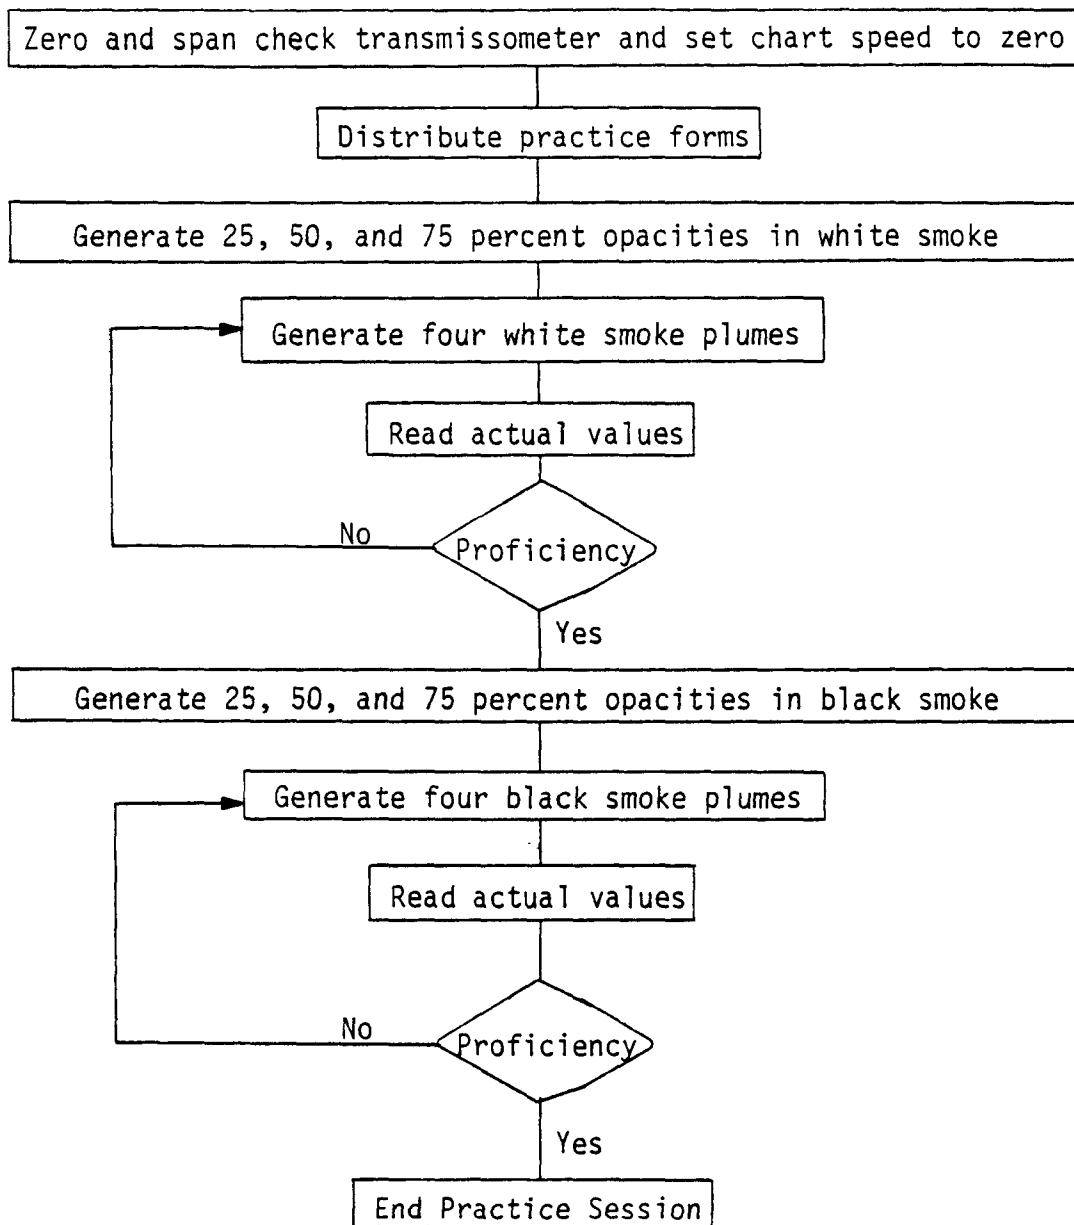 Zero and span check transmissometer and set chart speed to zero
Distribute practice forms
Generate 25, 50, and 75 percent opacities in white smoke
Generate four white smoke plumes
Read actual values
No
Proficiency
Yes
Generate 25, 50, and 75 percent opacities in black smoke
Generate four black smoke plumes
Read actual values
No
Proficiency
Yes
End Practice Session